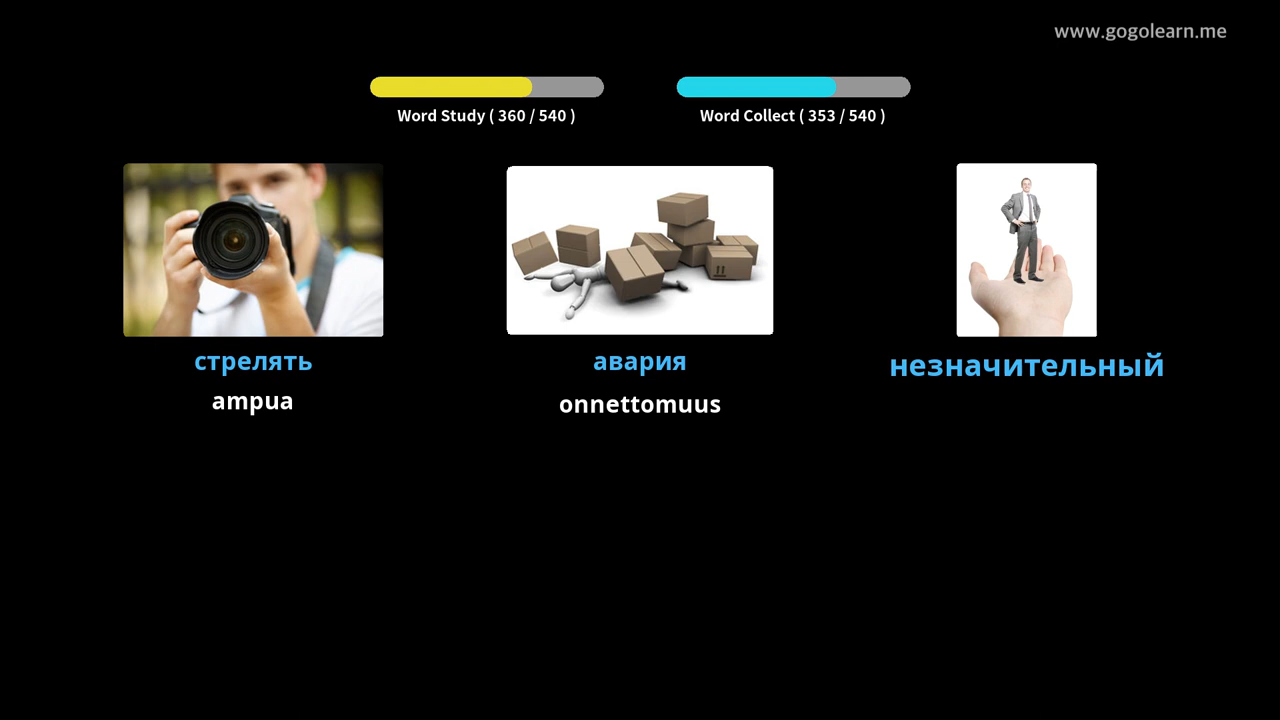 www.gogolearn.me
Word Study ( 360 / 540 )
Word Collect ( 353 / 540 )
стрелять
ampua
авария
onnettomuus
незначительный